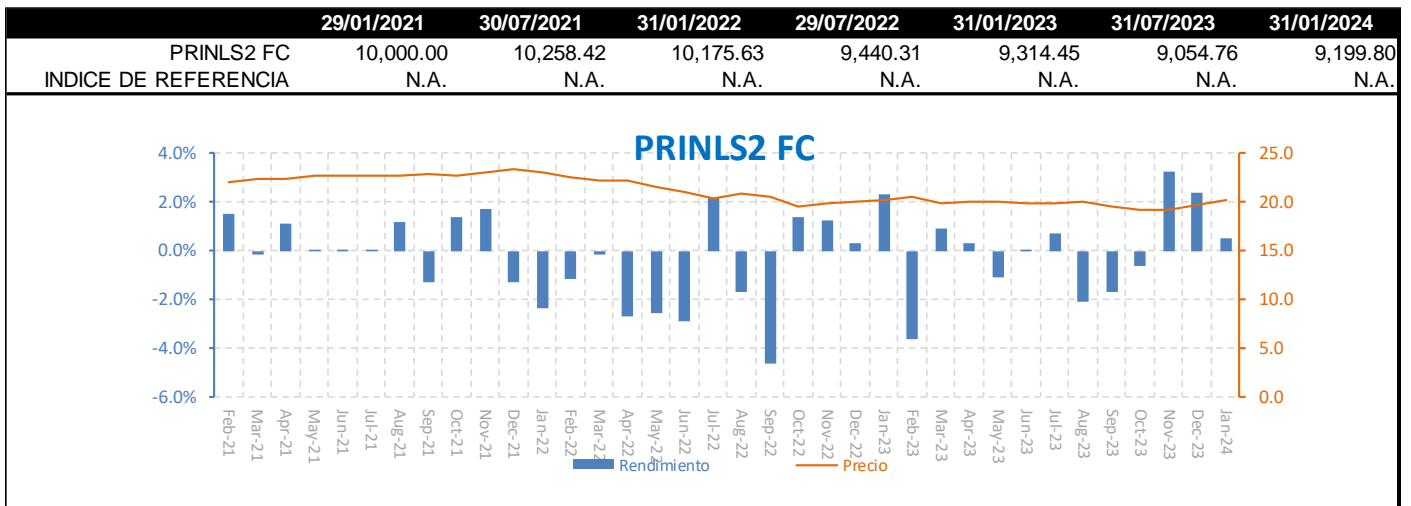 29/01/2021 30/07/2021 31/01/2022 29/07/2022 31/01/2023 31/07/2023 31/01/2024
PRINLS2 FC 10,000.00 10,258.42 10,175.63 9,440.31 9,314.45 9,054.76 9,199.80
INDICE DE REFERENCIA N.A. N.A. N.A. N.A. N.A. N.A. N.A.
PRINLS2 FC
4.0% 25.0
2.0% 20.0
0.0% 15.0
-2.0% 10.0
-4.0% 5.0
-6.0% 0.0
Feb-21 Mar-21 Apr-21 May-21 Jun-21 Jul-21 Aug-21 Sep-21 Oct-21 Nov-21 Dec-21 Jan-22 Feb-22 Mar-22 Apr-22 May-22 Jun-22 Jul-22 Aug-22 Sep-22 Oct-22 Nov-22 Dec-22 Jan-23 Feb-23 Mar-23 Apr-23 May-23 Jun-23 Jul-23 Aug-23 Sep-23 Oct-23 Nov-23 Dec-23 Jan-24
Rendimiento Precio